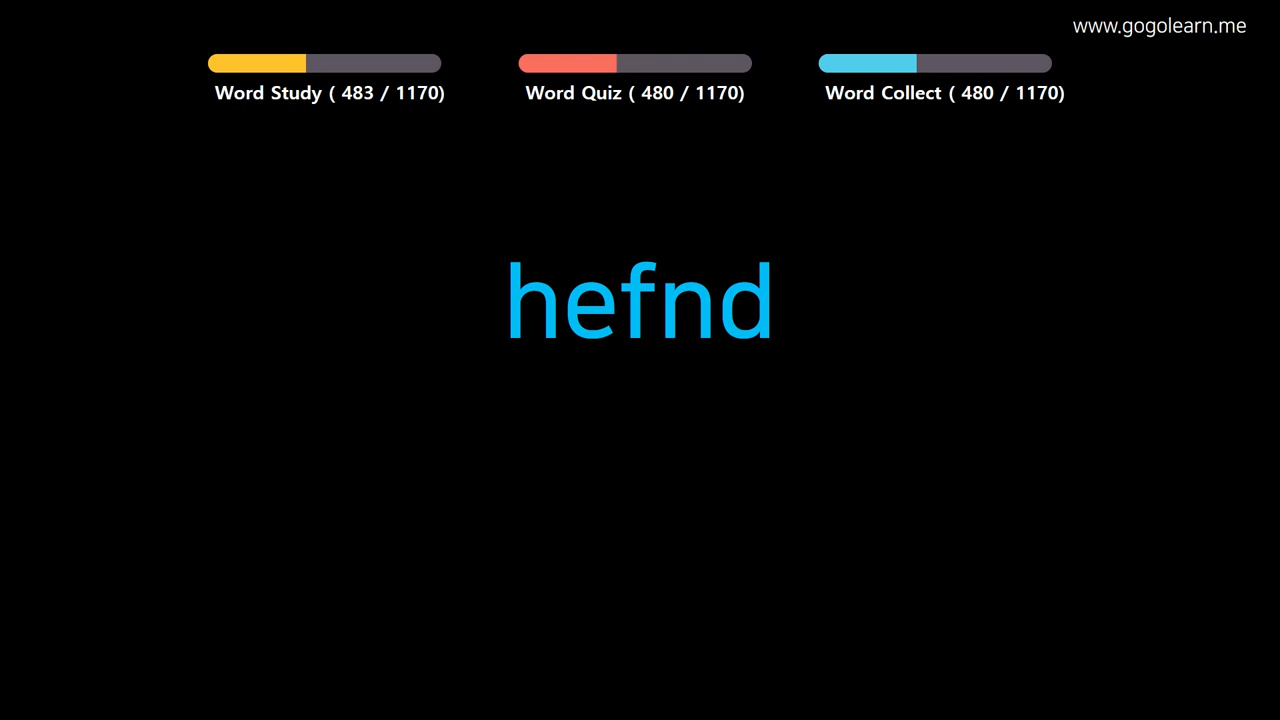 www.gogolearn.me
Word Study ( 483 / 1170)
Word Quiz ( 480 / 1170)
Word Collect ( 480 / 1170)
hefnd